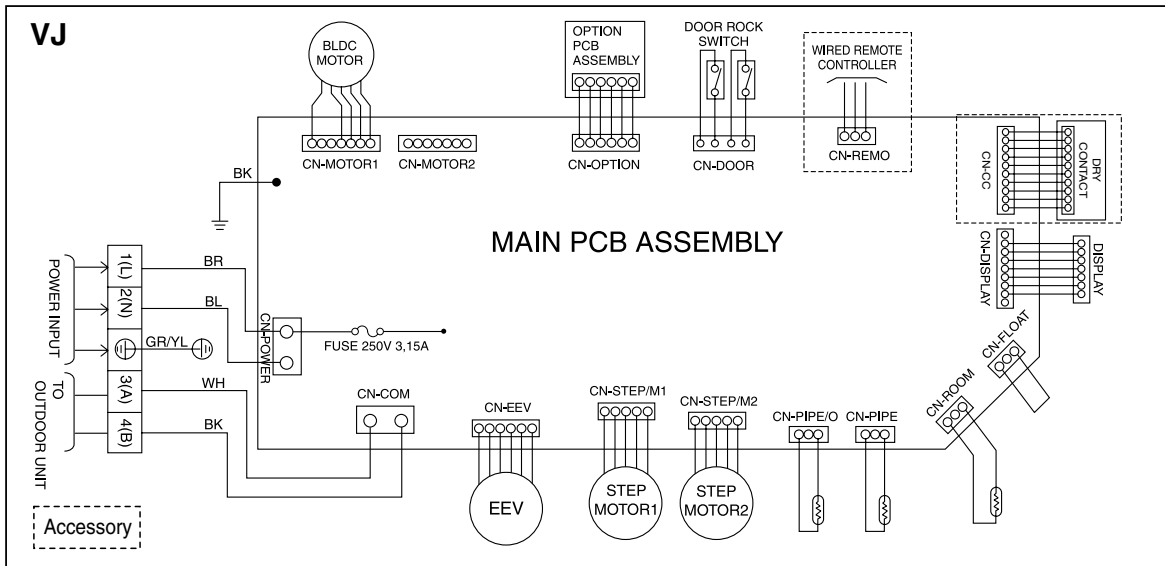 VJ
BLDC
MOTOR
OPTION
PCB
ASSEMBLY
DOOR ROCK
SWITCH
WIRED REMOTE
CONTROLLER
CN-MOTOR1
CN-MOTOR2
CN-OPTION
CN-DOOR
CN-REMO
CN-CC
DRY
CONTACT
BK
MAIN PCB ASSEMBLY
CN-DISPLAY
DISPLAY
POWER INPUT
1(L)
BR
2(N)
BL
GR/YL
CN-POWER
FUSE 250V 3,15A
TO
OUTDOOR UNIT
3(A)
WH
4(B)
BK
CN-COM
CN-EEV
CN-STEP/M1
CN-STEP/M2
CN-PIPE/O
CN-PIPE
CN-ROOM
CN-FLOAT
EEV
STEP
MOTOR1
STEP
MOTOR2
Accessory